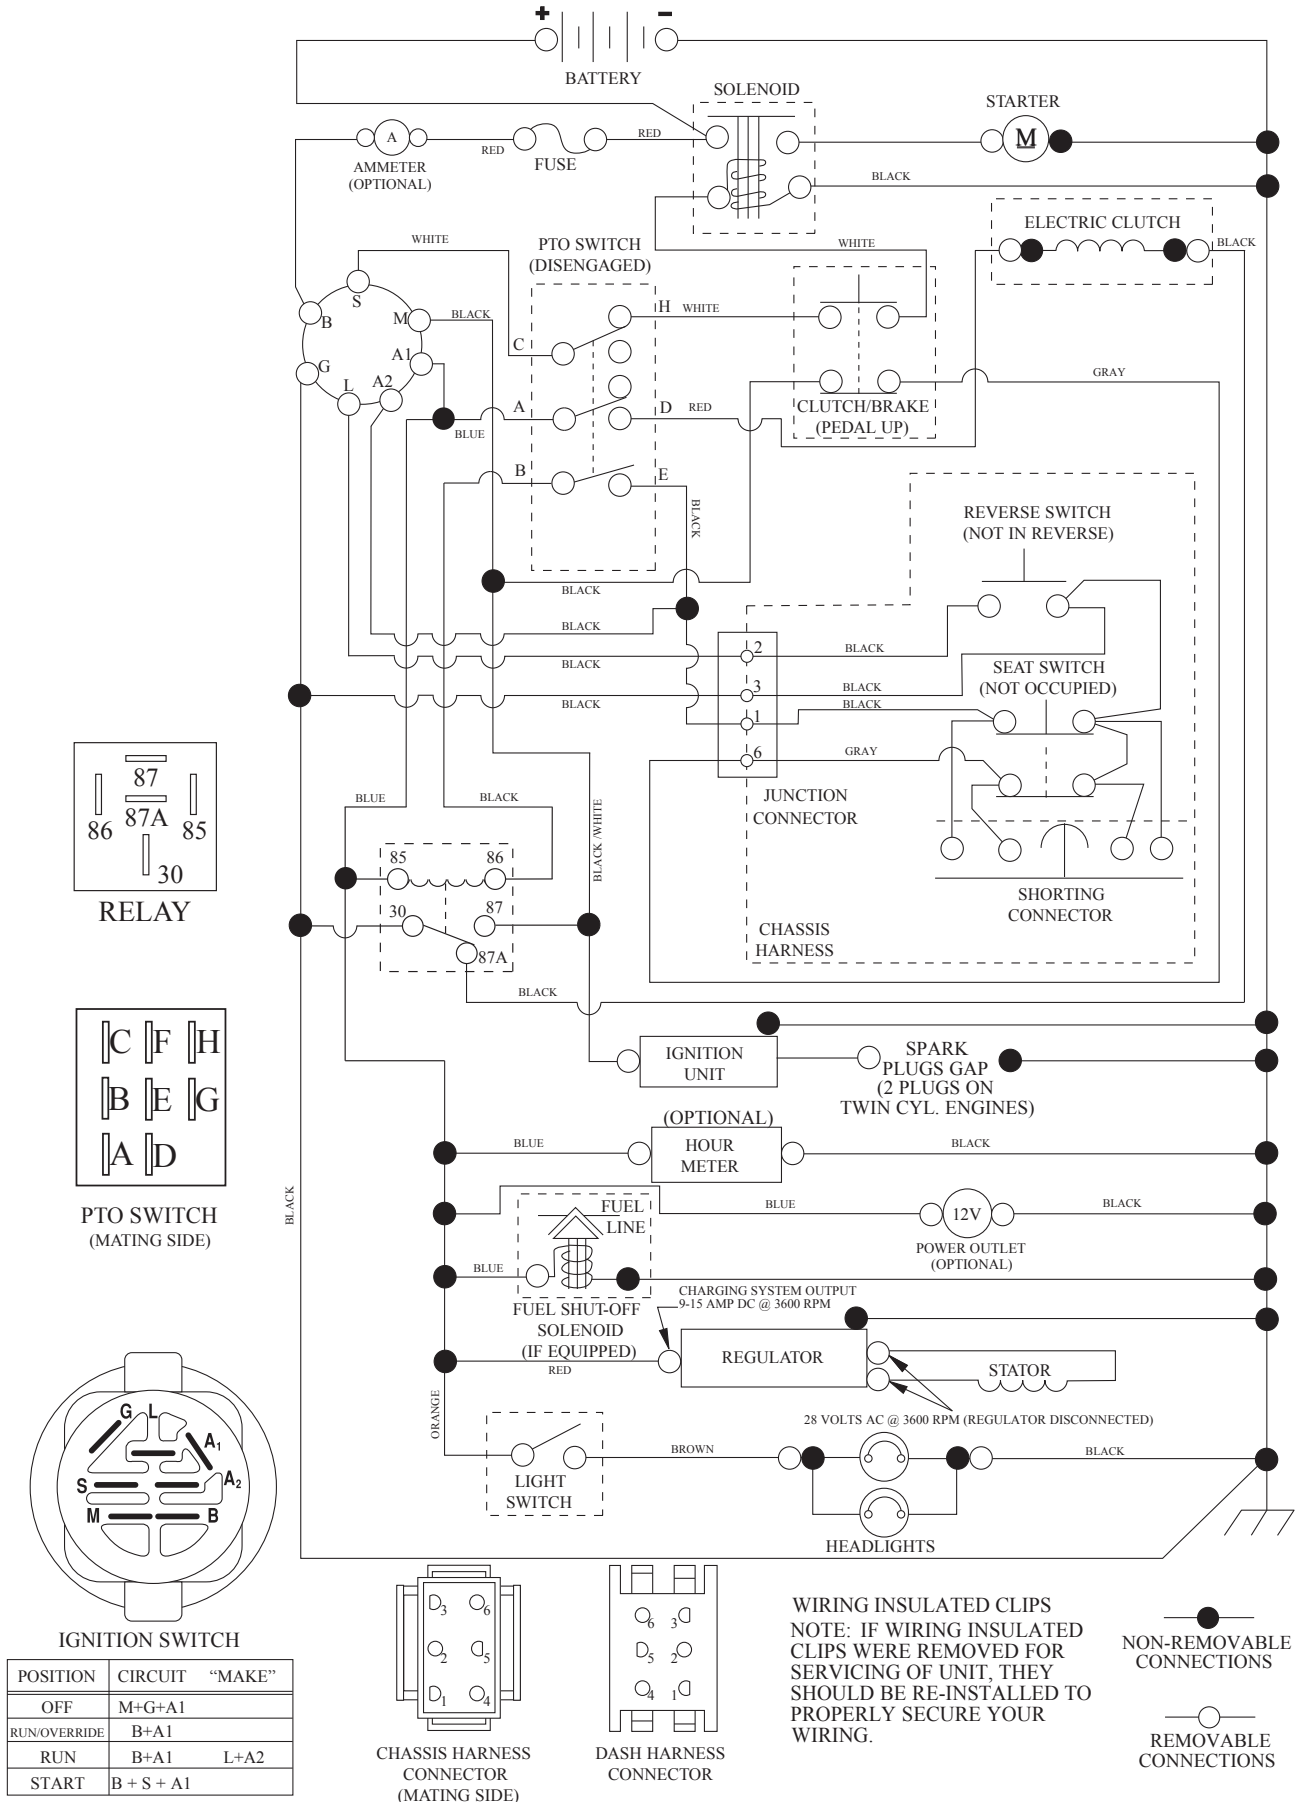 + −
BATTERY
SOLENOID
STARTER
A
RED
FUSE
RED
M
AMMETER
(OPTIONAL)
BLACK
ELECTRIC CLUTCH
WHITE
PTO SWITCH
(DISENGAGED)
WHITE
BLACK
S
B
M
BLACK
H
WHITE
C
G
A1
L
A2
GRAY
A
D
RED
CLUTCH/BRAKE
(PEDAL UP)
BLUE
B
E
BLACK
REVERSE SWITCH
(NOT IN REVERSE)
BLACK
BLACK
2
BLACK
BLACK
SEAT SWITCH
(NOT OCCUPIED)
3
BLACK
BLACK
BLACK
1
6
GRAY
JUNCTION
CONNECTOR
87
86
87A
85
30
RELAY
BLUE
BLACK
BLACK /WHITE
85
86
30
87
87A
SHORTING
CONNECTOR
CHASSIS
HARNESS
BLACK
C F H
B E G
A D
PTO SWITCH
(MATING SIDE)
BLACK
IGNITION
UNIT
SPARK
PLUGS GAP
(2 PLUGS ON
TWIN CYL. ENGINES)
(OPTIONAL)
BLUE
HOUR
METER
BLACK
FUEL
LINE
BLUE
12V
BLACK
POWER OUTLET
(OPTIONAL)
BLUE
CHARGING SYSTEM OUTPUT
9-15 AMP DC @ 3600 RPM
FUEL SHUT-OFF
SOLENOID
(IF EQUIPPED)
RED
REGULATOR
STATOR
ORANGE
28 VOLTS AC @ 3600 RPM (REGULATOR DISCONNECTED)
LIGHT
SWITCH
BROWN
BLACK
HEADLIGHTS
G L
A1
S
A2
M
B
IGNITION SWITCH
POSITION CIRCUIT “MAKE”
OFF M+G+A1
RUN/OVERRIDE B+A1
RUN B+A1 L+A2
START B + S + A1
3 6
2 5
1 4
CHASSIS HARNESS
CONNECTOR
(MATING SIDE)
6 3
5 2
4 1
DASH HARNESS
CONNECTOR
WIRING INSULATED CLIPS
NOTE: IF WIRING INSULATED
CLIPS WERE REMOVED FOR
SERVICING OF UNIT, THEY
SHOULD BE RE-INSTALLED TO
PROPERLY SECURE YOUR
WIRING.
NON-REMOVABLE
CONNECTIONS
REMOVABLE
CONNECTIONS